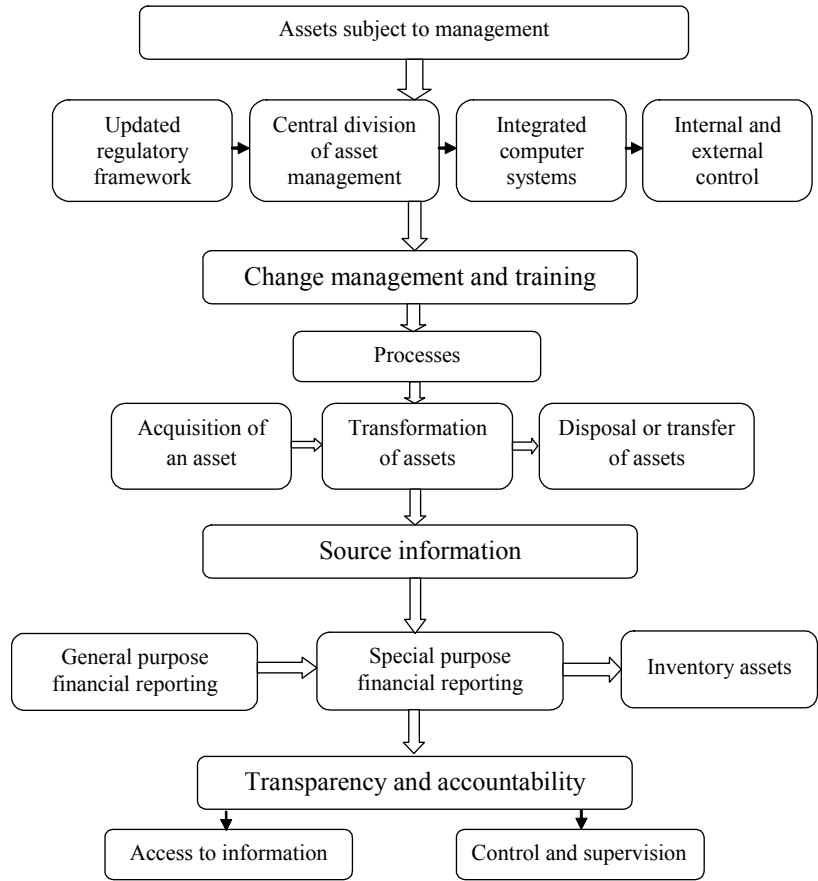 Assets subject to management
Updated
regulatory
framework
Central division
of asset
management
Integrated
computer
systems
Internal and
external
control
Change management and training
Processes
Acquisition of
an asset
Transformation
of assets
Disposal or transfer
of assets
Source information
General purpose
financial reporting
Special purpose
financial reporting
Inventory assets
Transparency and accountability
Access to information
Control and supervision